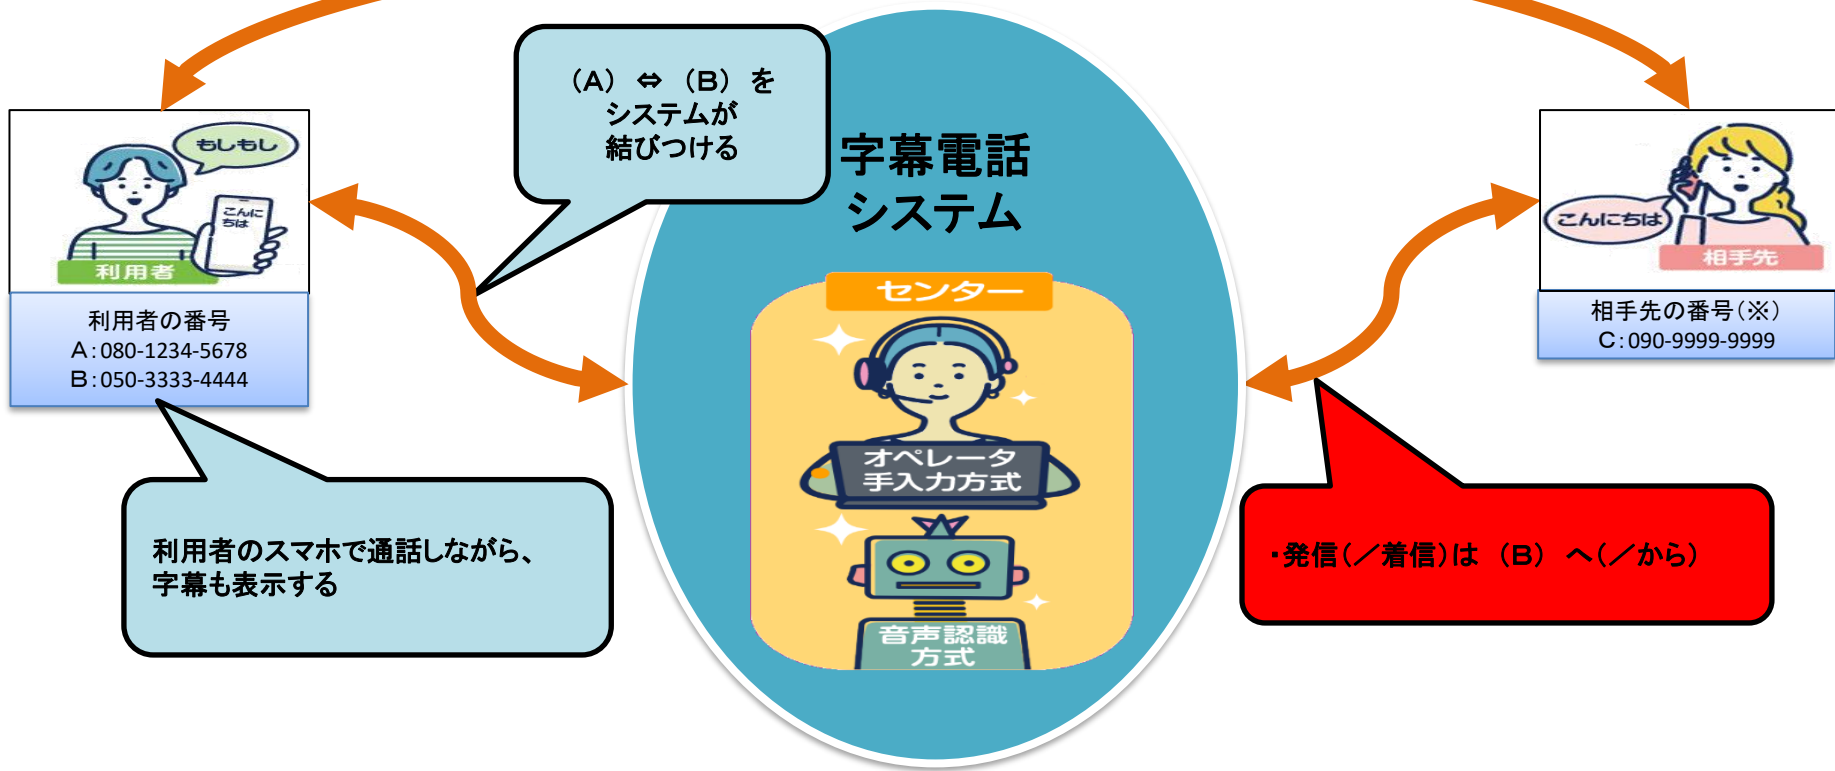 (A) ⇔ (B) を
システムが
結びつける
字幕電話
システム
もしもし
こんに
ちは
利用者
利用者の番号
A:080-1234-5678
B:050-3333-4444
利用者のスマホで通話しながら、
字幕も表示する
センター
オペレータ
手入力方式
音声認識
方式
こんにちは
相手先
相手先の番号(※)
C:090-9999-9999
・発信(/着信)は (B) へ(/から)